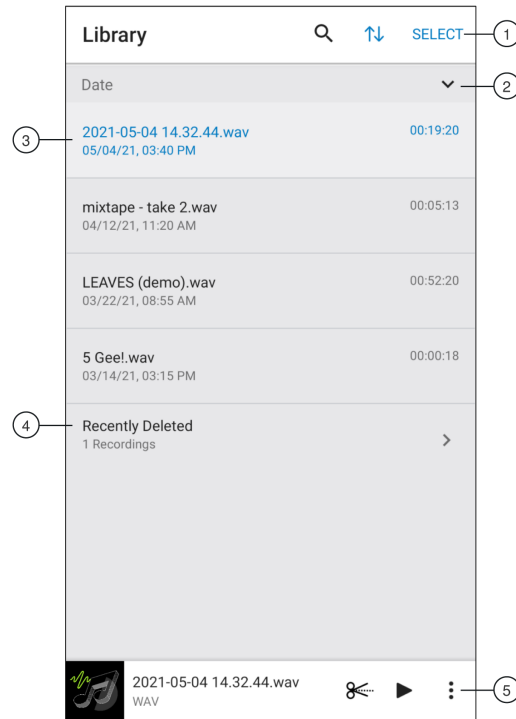 Library SELECT 1
Date 2
3 2021-05-04 14.32.44.wav 00:19:20
05/04/21, 03:40 PM
mixtape - take 2.wav 00:05:13
04/12/21, 11:20 AM
LEAVES (demo).wav 00:52:20
03/22/21, 08:55 AM
5 Gee!.wav 00:00:18
03/14/21, 03:15 PM
4 Recently Deleted
1 Recordings
2021-05-04 14.32.44.wav
WAV 5